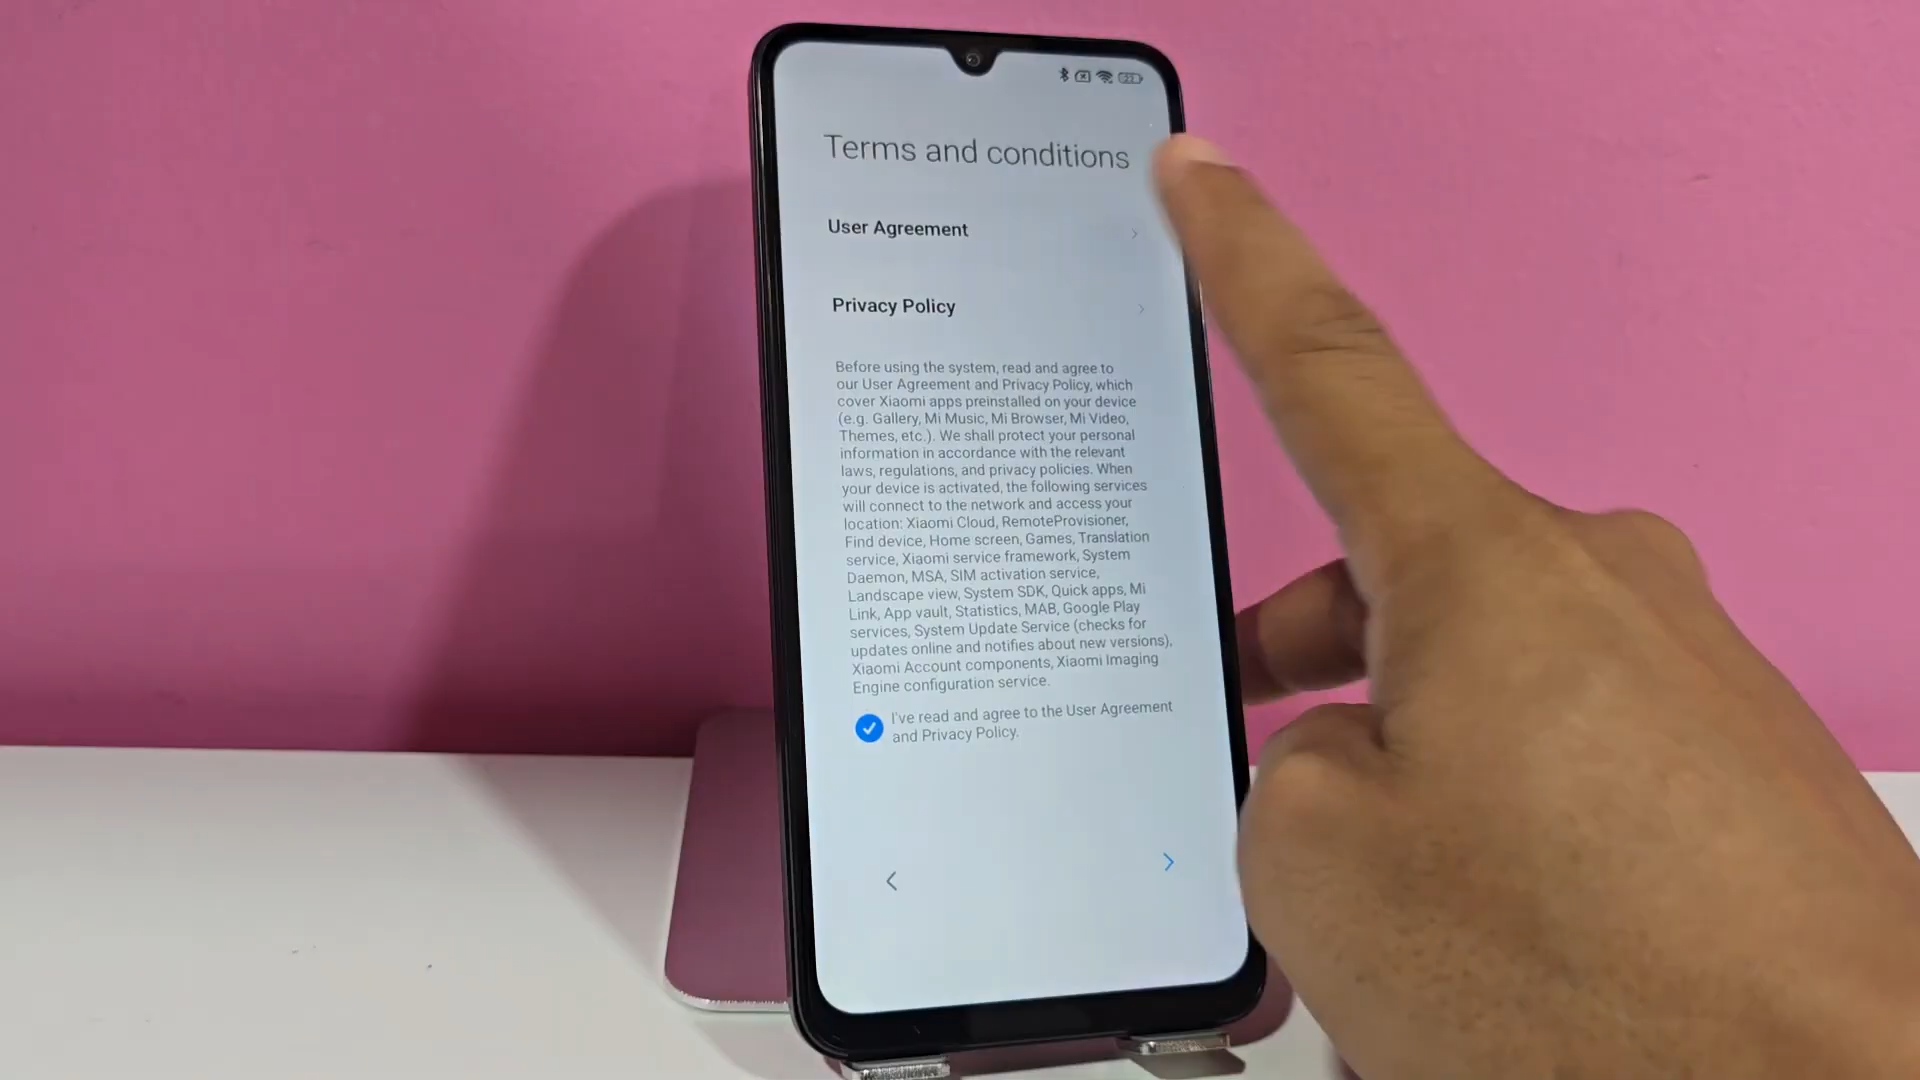 Terms and conditions
User Agreement
Privacy Policy
Before using the system, read and agree to
our User Agreement and Privacy Policy, which
cover Xiaomi apps preinstalled on your device
(e.g. Gallery, Mi Music, Mi Browser, Mi Video,
Themes, etc.). We shall protect your personal
information in accordance with the relevant
laws, regulations, and privacy policies. When
your device is activated, the following services
will connect to the network and access your
location: Xiaomi Cloud, RemoteProvisioner,
Find device, Home screen, Games, Translation
service, Xiaomi service framework, System
Daemon, MSA, SIM activation service,
Landscape view, System SDK, Quick apps, Mi
Link, App vault, Statistics, MAB, Google Play
services, System Update Service (checks for
updates online and notifies about new versions),
Xiaomi Account components, Xiaomi Imaging
Engine configuration service.
I've read and agree to the User Agreement
and Privacy Policy.